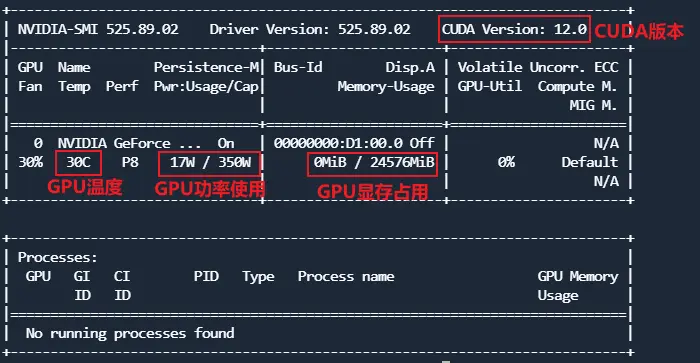 NVIDIA-SMI 525.89.02 Driver Version: 525.89.02 CUDA Version: 12.0 CUDA版本
GPU Name Persistence-M| Bus-Id Disp.A | Volatile Uncorr. ECC
Fan Temp Perf Pwr:Usage/Cap| Memory-Usage | GPU-Util Compute M.
MIG M.
0 NVIDIA GeForce ... On | 00000000:D1:00.0 Off | N/A
30% 30C P8 17W / 350W | 0MiB / 24576MiB | 0% Default
GPU温度 GPU功率使用 GPU显存占用 N/A
Processes:
GPU GI CI PID Type Process name GPU Memory
ID ID Usage
No running processes found